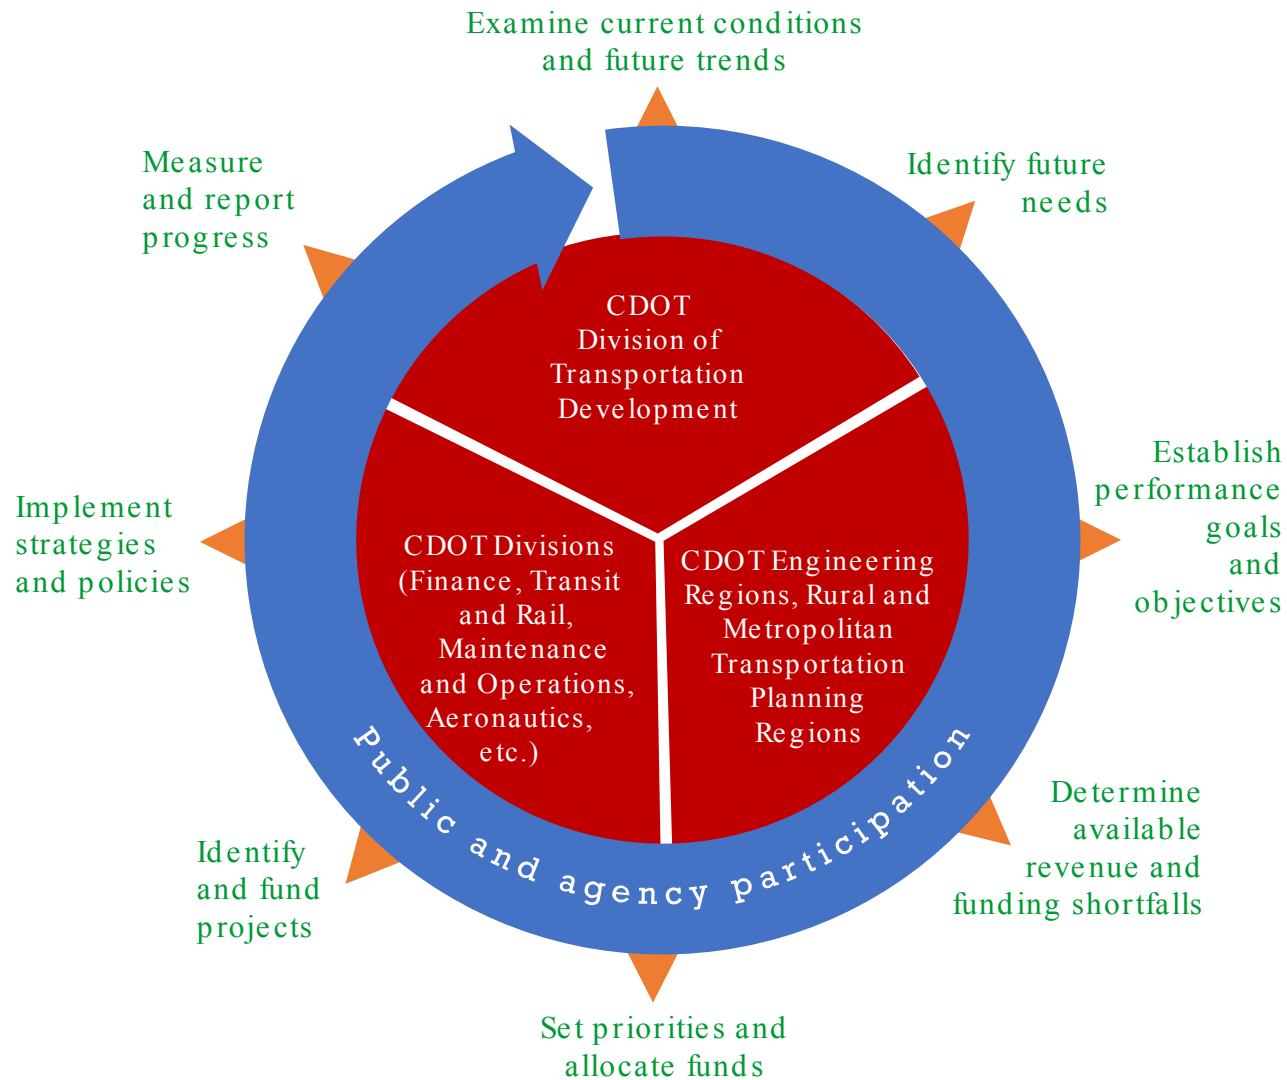 Examine current conditions
and future trends
Identify future
needs
Establish
performance
goals
and
objectives
Determine
available
revenue and
funding shortfalls
Set priorities and
allocate funds
Identify
and fund
projects
Implement
strategies
and policies
Measure
and report
progress
CDOT
Division of
Transportation
Development
CDOT Engineering
Regions, Rural and
Metropolitan
Transportation
Planning
Regions
CDOT Divisions
(Finance, Transit
and Rail,
Maintenance
and Operations,
Aeronautics,
etc.)
Public and agency participation